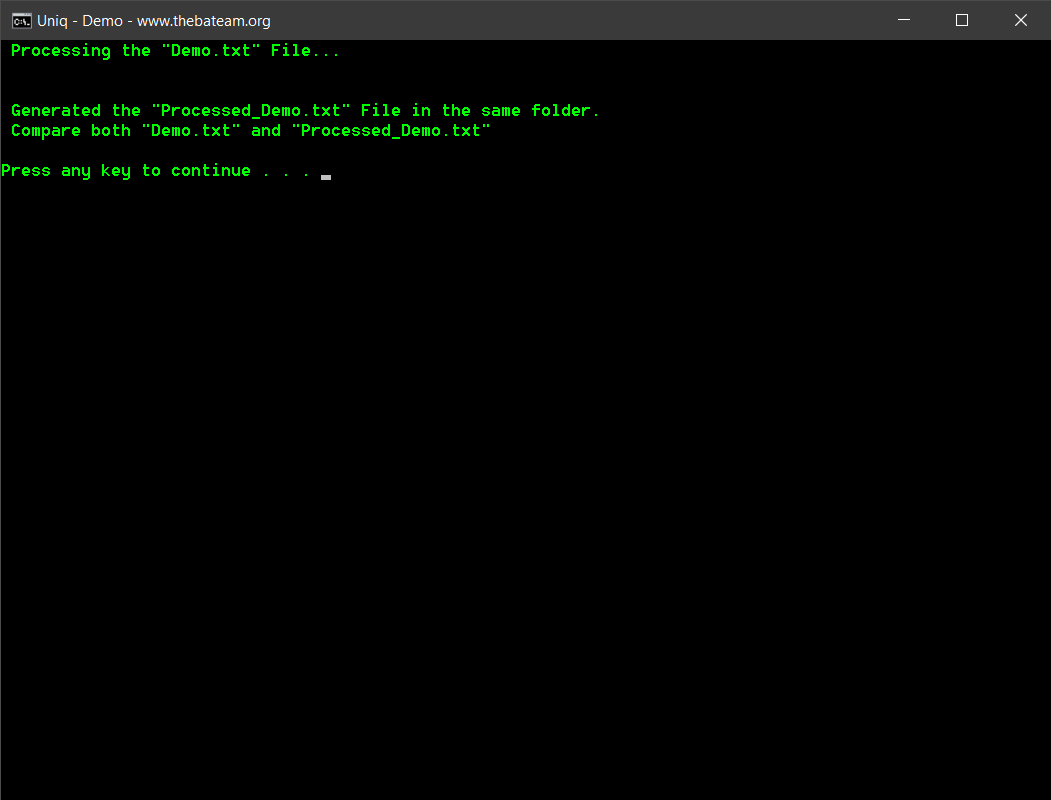 Uniq - Demo - www.thebateam.org
Processing the "Demo.txt" File...
Generated the "Processed_Demo.txt" File in the same folder.
Compare both "Demo.txt" and "Processed_Demo.txt"
Press any key to continue . . .